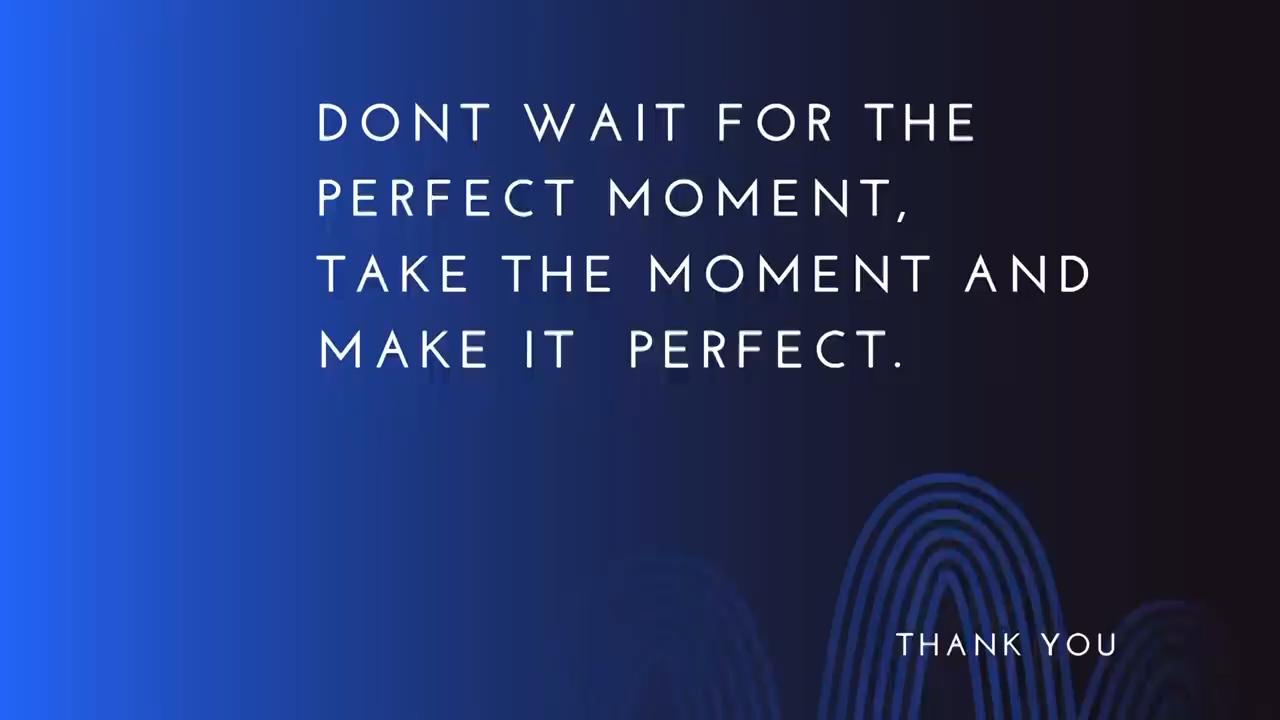 DONT WAIT FOR THE
PERFECT MOMENT,
TAKE THE MOMENT AND
MAKE IT  PERFECT.
THANK YOU